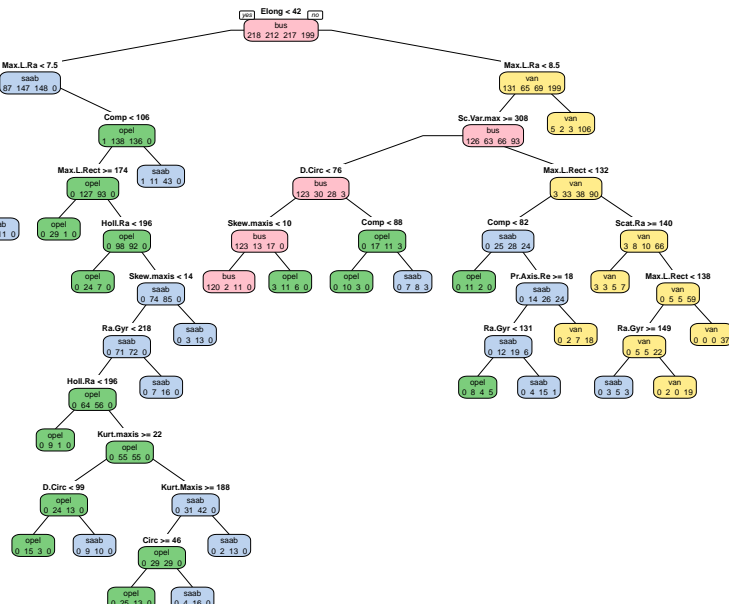 Elong < 42
yes no
bus
218 212 217 199
Max.L.Ra < 7.5
saab
87 147 148 0
Max.L.Ra < 8.5
van
131 65 69 199
Comp < 106
opel
1 138 136 0
Sc.Var.max >= 308
bus
126 63 66 93
van
5 2 3 106
Max.L.Rect >= 174
opel
0 127 93 0
saab
1 11 43 0
D.Circ < 76
bus
123 30 28 3
Max.L.Rect < 132
van
3 33 38 90
opel
0 29 1 0
Holl.Ra < 196
opel
0 98 92 0
Skew.maxis < 10
bus
123 13 17 0
Comp < 88
opel
0 17 11 3
Comp < 82
saab
0 25 28 24
Scat.Ra >= 140
van
3 8 10 66
opel
0 24 7 0
Skew.maxis < 14
saab
0 74 85 0
bus
120 2 11 0
opel
3 11 6 0
opel
0 10 3 0
saab
0 7 8 3
opel
0 11 2 0
Pr.Axis.Re >= 18
saab
0 14 26 24
van
3 3 5 7
Max.L.Rect < 138
van
0 5 5 59
Ra.Gyr < 218
saab
0 71 72 0
saab
0 3 13 0
Ra.Gyr < 131
saab
0 12 19 6
van
0 2 7 18
Ra.Gyr >= 149
van
0 5 5 22
van
0 0 0 37
Holl.Ra < 196
opel
0 64 56 0
saab
0 7 16 0
opel
0 8 4 5
saab
0 4 15 1
saab
0 3 5 3
van
0 2 0 19
opel
0 9 1 0
Kurt.maxis >= 22
opel
0 55 55 0
D.Circ < 99
opel
0 24 13 0
Kurt.Maxis >= 188
saab
0 31 42 0
opel
0 15 3 0
saab
0 9 10 0
Circ >= 46
opel
0 29 29 0
saab
0 2 13 0
opel
0 25 13 0
saab
0 4 16 0